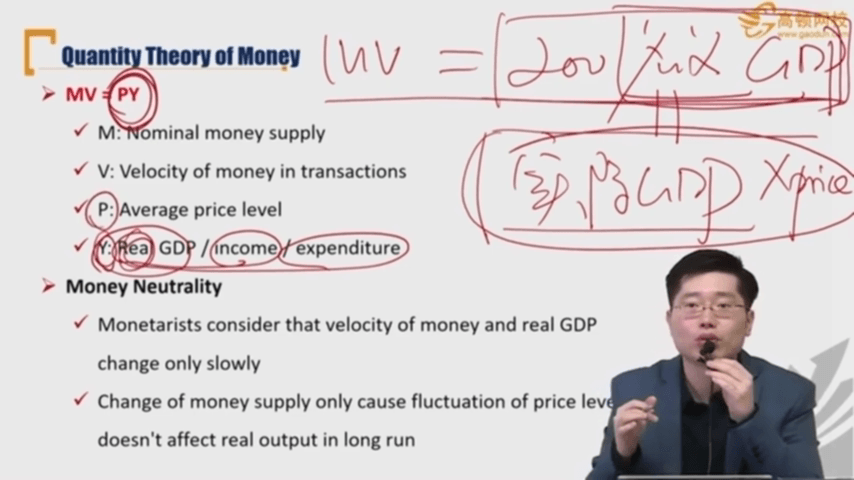 高顿网校
www.gaodun.com
Quantity Theory of Money
MV = 200 名义 GDP
MV = PY
实际GDP × price
M: Nominal money supply
V: Velocity of money in transactions
P: Average price level
Y: Real GDP / income / expenditure
Money Neutrality
Monetarists consider that velocity of money and real GDP
change only slowly
Change of money supply only cause fluctuation of price leve
doesn't affect real output in long run